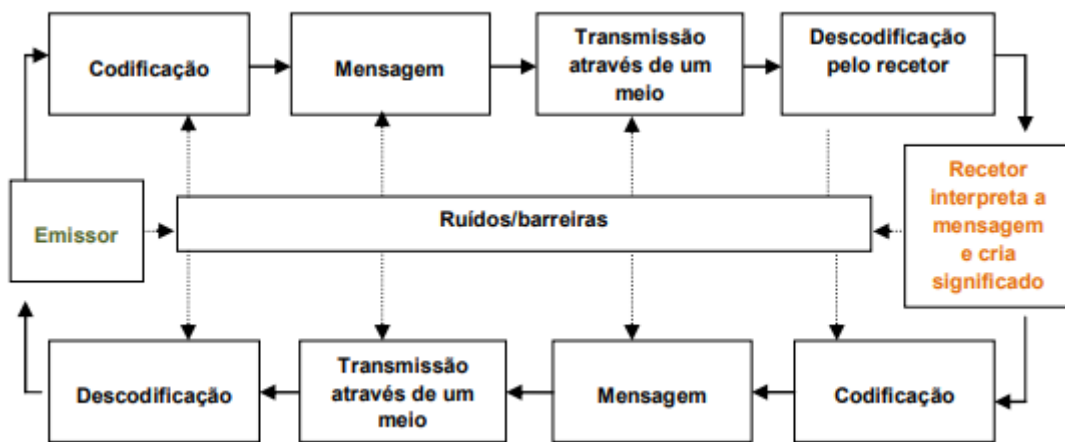 Codificação
Mensagem
Transmissão
através de um
meio
Descodificação
pelo recetor
Emissor
Ruídos/barreiras
Recetor
interpreta a
mensagem
e cria
significado
Descodificação
Transmissão
através de um
meio
Mensagem
Codificação